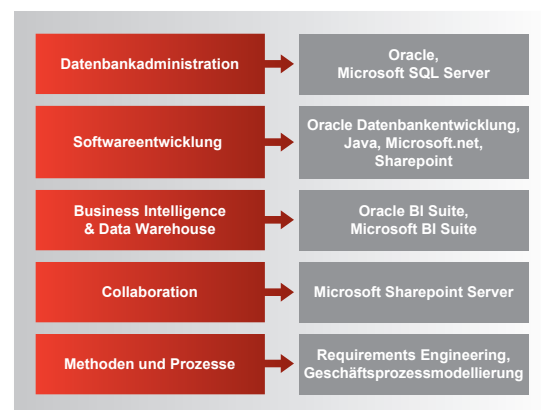 Datenbankadministration
Oracle,
Microsoft SQL Server
Softwareentwicklung
Oracle Datenbankentwicklung,
Java, Microsoft.net,
Sharepoint
Business Intelligence
& Data Warehouse
Oracle BI Suite,
Microsoft BI Suite
Collaboration
Microsoft Sharepoint Server
Methoden und Prozesse
Requirements Engineering,
Geschäftsprozessmodellierung